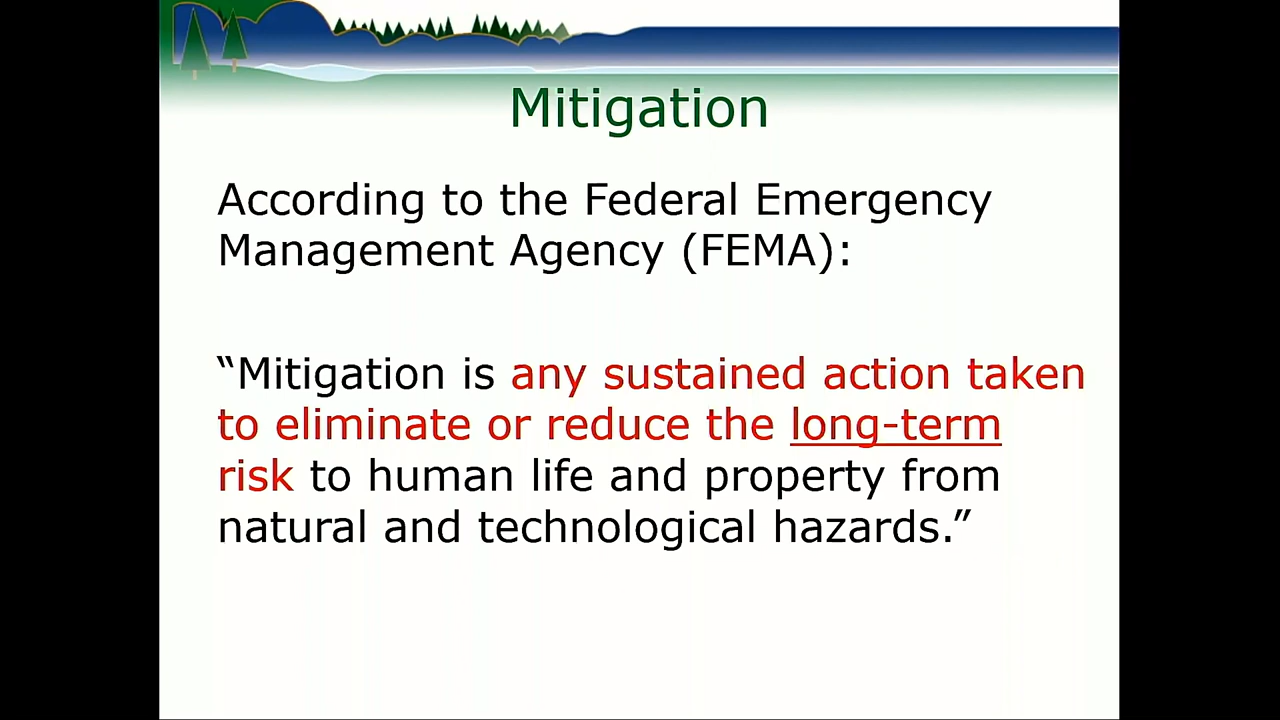 Mitigation
According to the Federal Emergency
Management Agency (FEMA):
“Mitigation is any sustained action taken
to eliminate or reduce the long-term
risk to human life and property from
natural and technological hazards.”